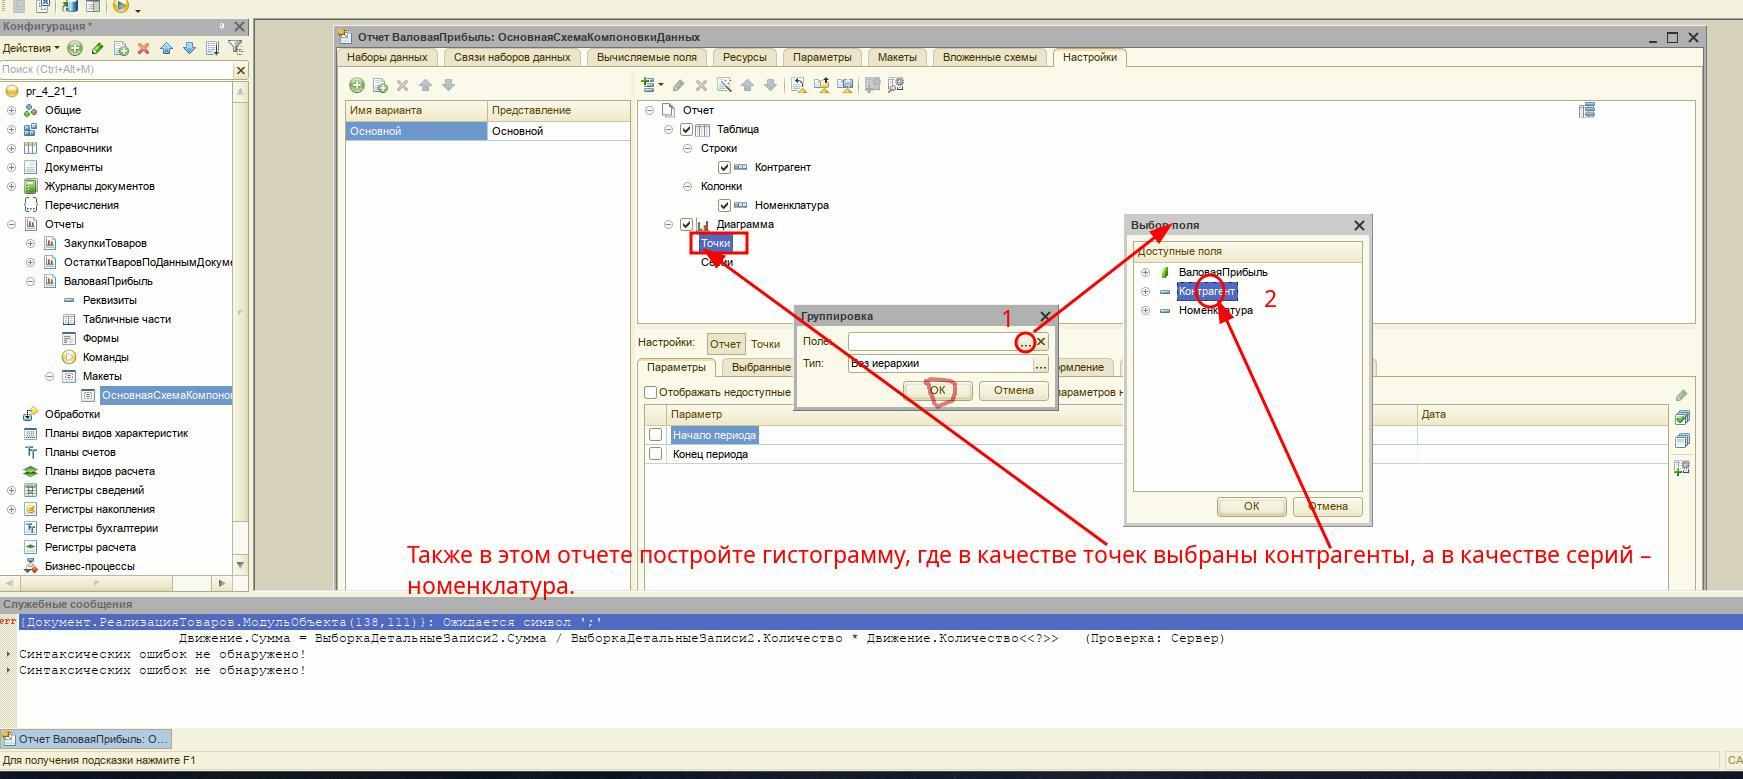 Конфигурация *
Действия
Поиск (Ctrl+Alt+M)
pr_4_21_1
Общие
Константы
Справочники
Документы
Журналы документов
Перечисления
Отчеты
ЗакупкиТоваров
ОстаткиТваровПоДаннымДокуме
ВаловаяПрибыль
Реквизиты
Табличные части
Формы
Команды
Макеты
ОсновнаяСхемаКомпонов
Обработки
Планы видов характеристик
Планы счетов
Планы видов расчета
Регистры сведений
Регистры накопления
Регистры бухгалтерии
Регистры расчета
Бизнес-процессы
Отчет ВаловаяПрибыль: ОсновнаяСхемаКомпоновкиДанных
Наборы данных Связи наборов данных Вычисляемые поля Ресурсы Параметры Макеты Вложенные схемы Настройки
Имя варианта Представление
Основной Основной
Отчет
Таблица
Строки
Контрагент
Колонки
Номенклатура
Диаграмма
Точки
Серии
Настройки: Отчет Точки
Параметры Выбранные ормление
Отображать недоступные параметров н
Параметр Дата
Начало периода
Конец периода
Группировка
1
Поле: ...
Тип: Без иерархии ...
ОК Отмена
Выбор поля
Доступные поля
ВаловаяПрибыль
Контрагент
2
Номенклатура
ОК Отмена
Также в этом отчете постройте гистограмму, где в качестве точек выбраны контрагенты, а в качестве серий –
номенклатура.
Служебные сообщения
err {Документ.РеализацияТоваров.МодульОбъекта(138,111)}: Ожидается символ ';'
Движение.Сумма = ВыборкаДетальныеЗаписи2.Сумма / ВыборкаДетальныеЗаписи2.Количество * Движение.Количество<<?>> (Проверка: Сервер)
Синтаксических ошибок не обнаружено!
Синтаксических ошибок не обнаружено!
Отчет ВаловаяПрибыль: О...
Для получения подсказки нажмите F1
CA